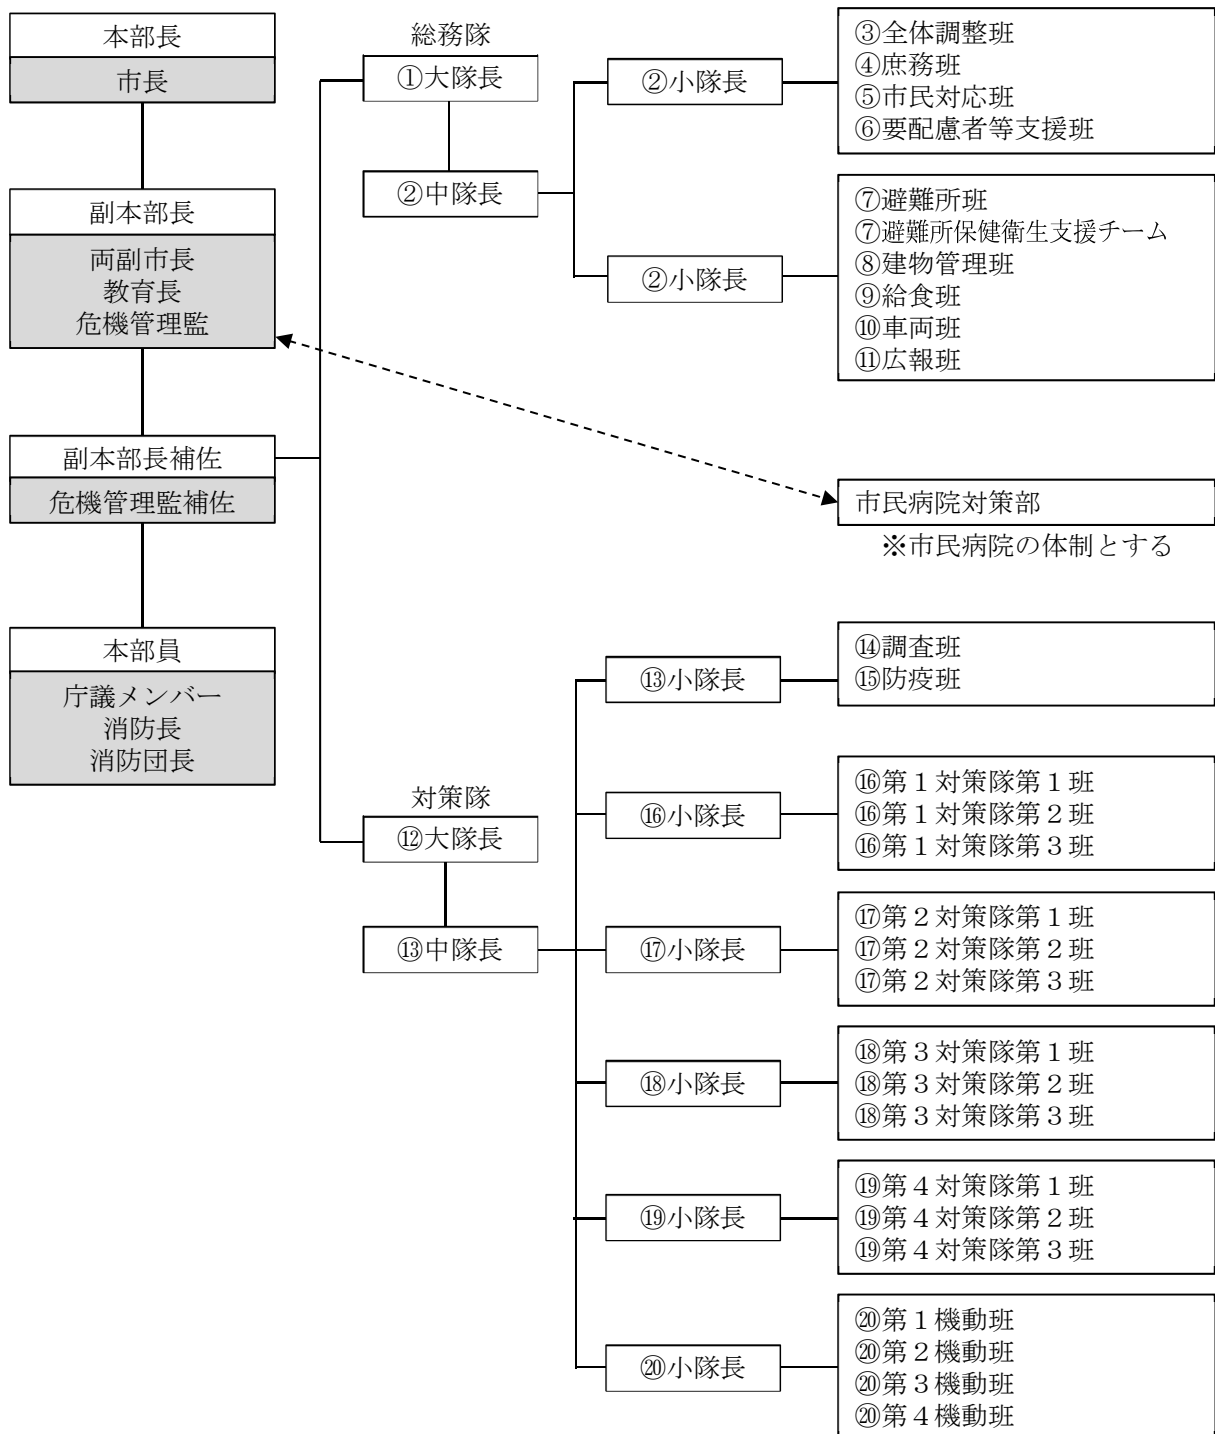 本部長
市長
副本部長
両副市長
教育長
危機管理監
副本部長補佐
危機管理監補佐
本部員
庁議メンバー
消防長
消防団長
総務隊
①大隊長
②中隊長
②小隊長
③全体調整班
④庶務班
⑤市民対応班
⑥要配慮者等支援班
②小隊長
⑦避難所班
⑦避難所保健衛生支援チーム
⑧建物管理班
⑨給食班
⑩車両班
⑪広報班
市民病院対策部
※市民病院の体制とする
対策隊
⑫大隊長
⑬中隊長
⑬小隊長
⑭調査班
⑮防疫班
⑯小隊長
⑯第１対策隊第１班
⑯第１対策隊第２班
⑯第１対策隊第３班
⑰小隊長
⑰第２対策隊第１班
⑰第２対策隊第２班
⑰第２対策隊第３班
⑱小隊長
⑱第３対策隊第１班
⑱第３対策隊第２班
⑱第３対策隊第３班
⑲小隊長
⑲第４対策隊第１班
⑲第４対策隊第２班
⑲第４対策隊第３班
⑳小隊長
⑳第１機動班
⑳第２機動班
⑳第３機動班
⑳第４機動班